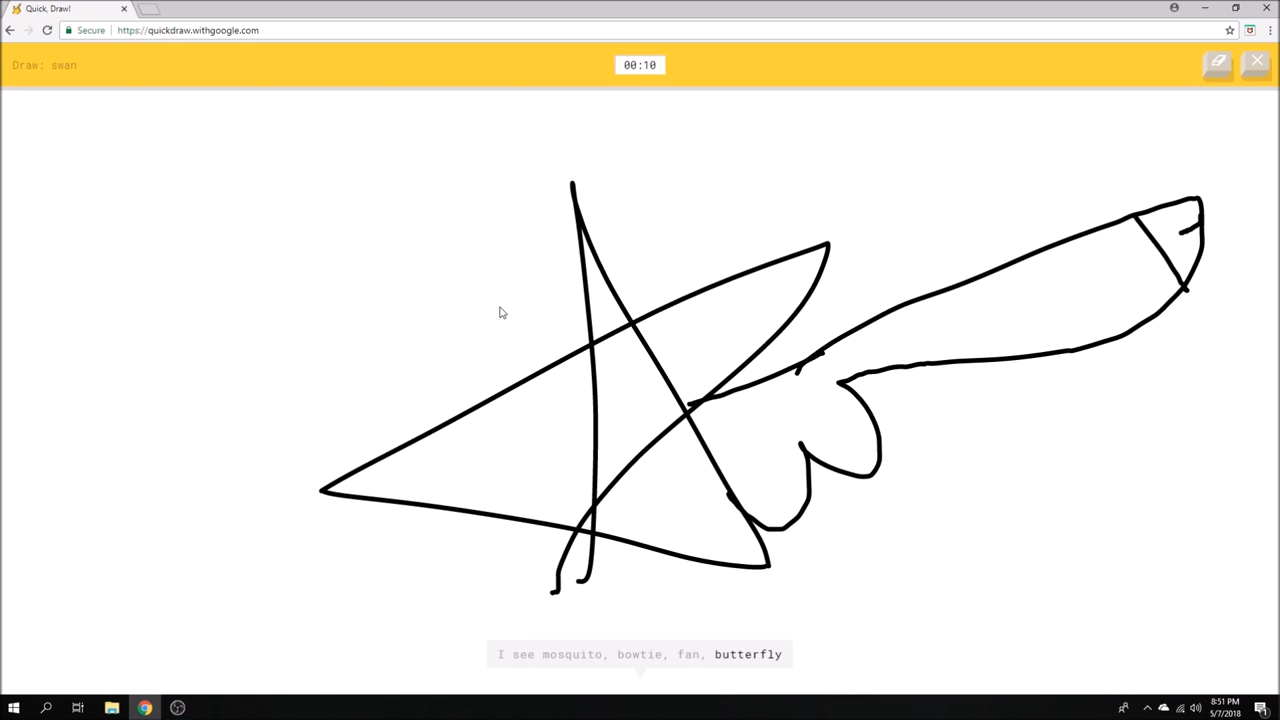 Quick, Draw!
Secure https://quickdraw.withgoogle.com
Draw: swan
00:10
I see mosquito, bowtie, fan, butterfly
8:51 PM
5/7/2018
1